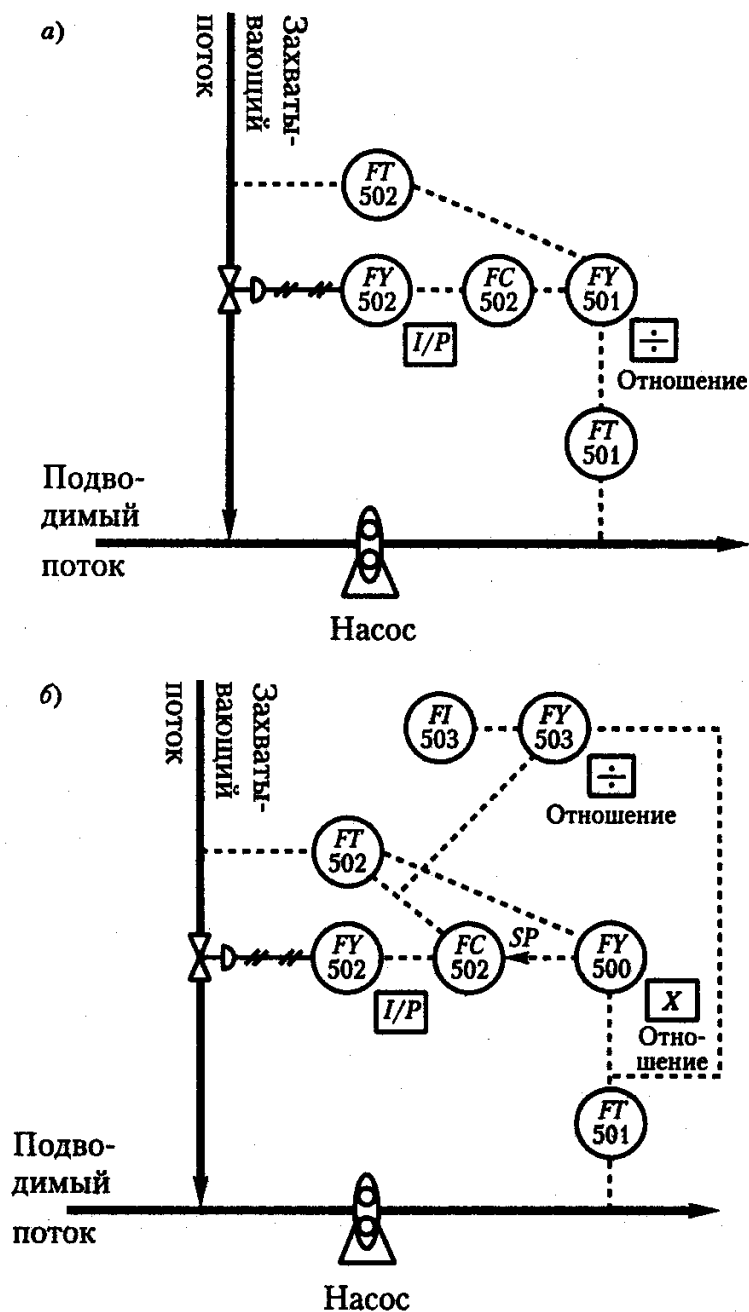 а)
Захваты-
вающий
поток
FT
502
FY
502
FC
502
FY
501
I/P
÷
Отношение
FT
501
Подво-
димый
поток
Насос
б)
Захваты-
вающий
поток
FI
503
FY
503
÷
Отношение
FT
502
FY
502
FC
502
SP
FY
500
I/P
X
Отно-
шение
FT
501
Подво-
димый
поток
Насос